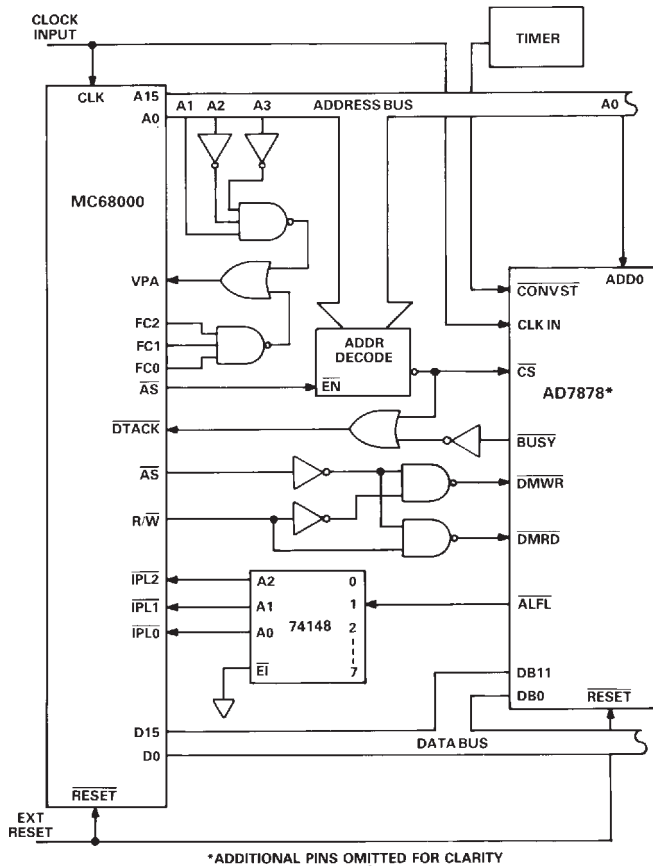 CLOCK
INPUT
TIMER
CLK
A15
A1
A2
A3
ADDRESS BUS
A0
A0
MC68000
VPA
CONVST
ADD0
CLK IN
FC2
FC1
FC0
ADDR
DECODE
EN
CS
AS
AD7878*
DTACK
BUSY
AS
DMWR
R/W
DMRD
IPL2
IPL1
IPL0
A2
A1
A0
EI
74148
0
1
2
7
ALFL
DB11
DB0
RESET
D15
D0
DATA BUS
RESET
EXT
RESET
*ADDITIONAL PINS OMITTED FOR CLARITY